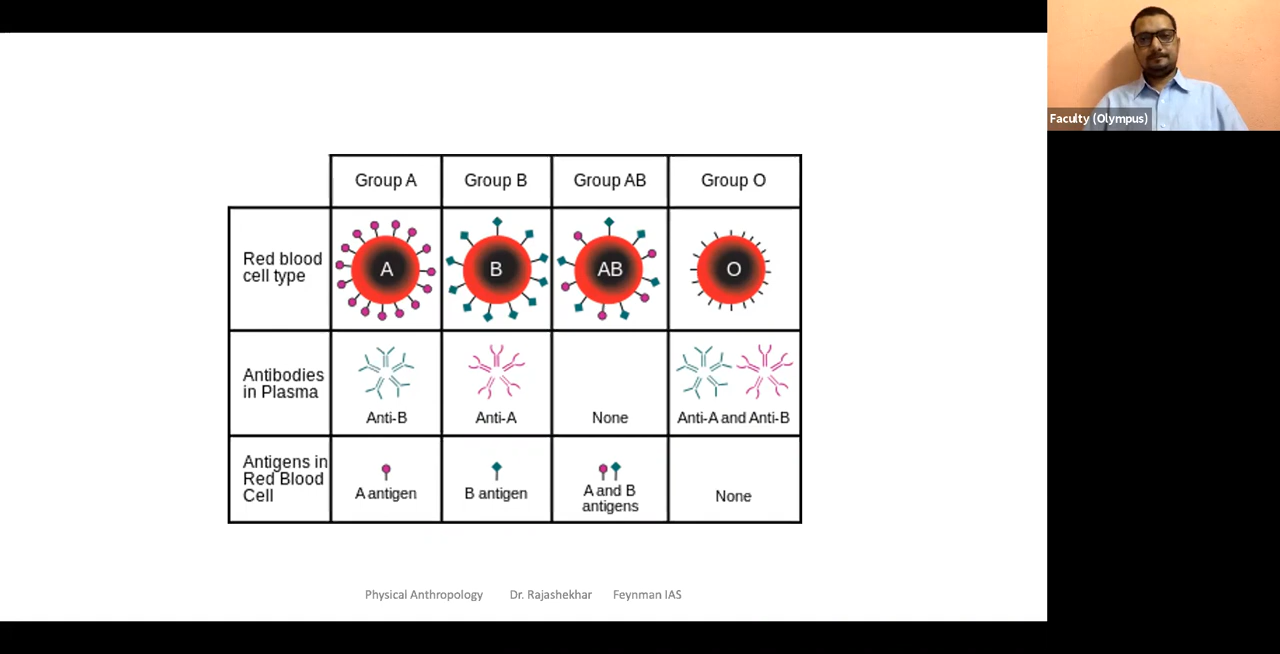 Faculty (Olympus)
Group A
Group B
Group AB
Group O
Red blood
cell type
A
B
AB
O
Antibodies
in Plasma
Anti-B
Anti-A
None
Anti-A and Anti-B
Antigens in
Red Blood
Cell
A antigen
B antigen
A and B
antigens
None
Physical Anthropology Dr. Rajashekhar Feynman IAS